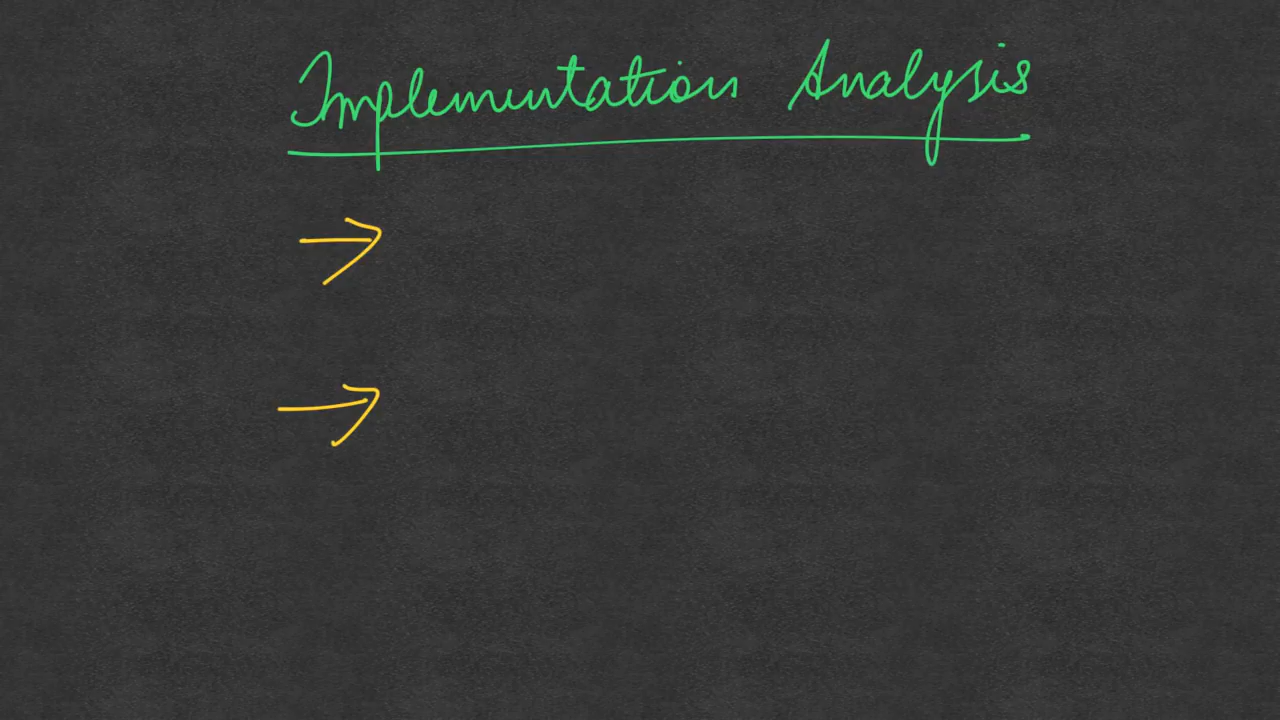 Implementation Analysis
→
→